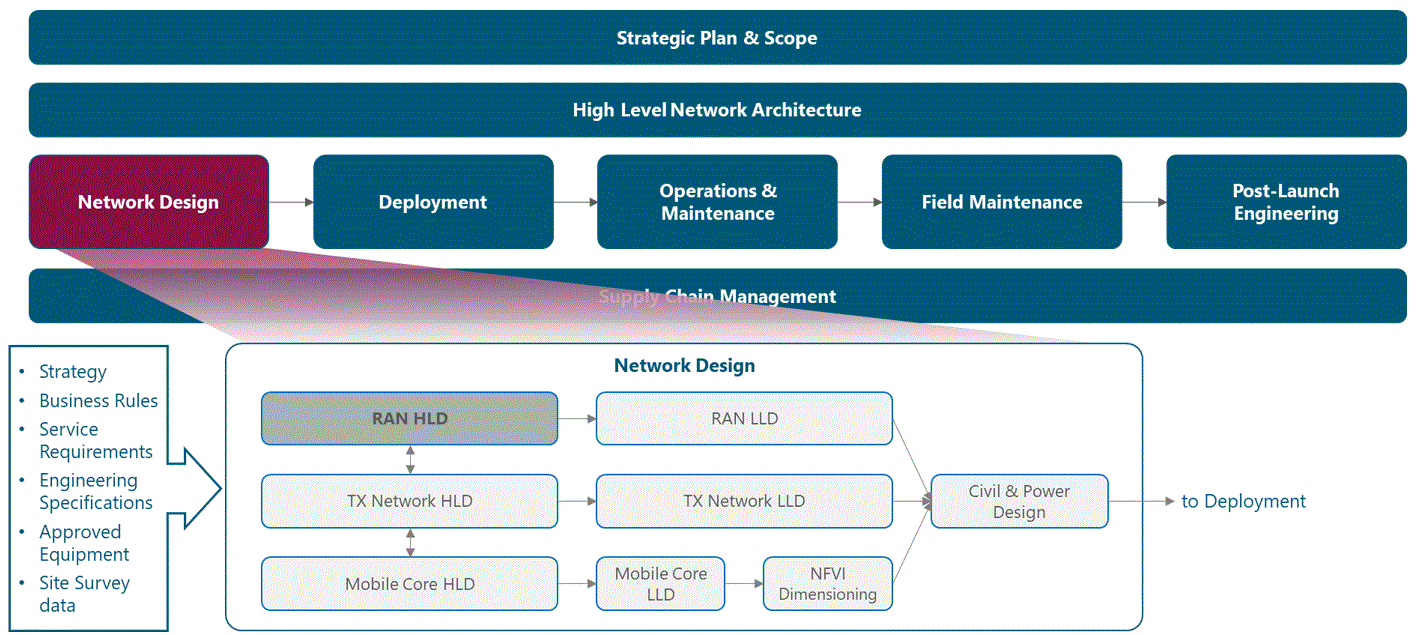 Strategic Plan & Scope
High Level Network Architecture
Network Design
Deployment
Operations &
Maintenance
Field Maintenance
Post-Launch
Engineering
Supply Chain Management
• Strategy
• Business Rules
• Service
Requirements
• Engineering
Specifications
• Approved
Equipment
• Site Survey
data
Network Design
RAN HLD
RAN LLD
TX Network HLD
TX Network LLD
Civil & Power
Design
to Deployment
Mobile Core HLD
Mobile Core
LLD
NFVI
Dimensioning